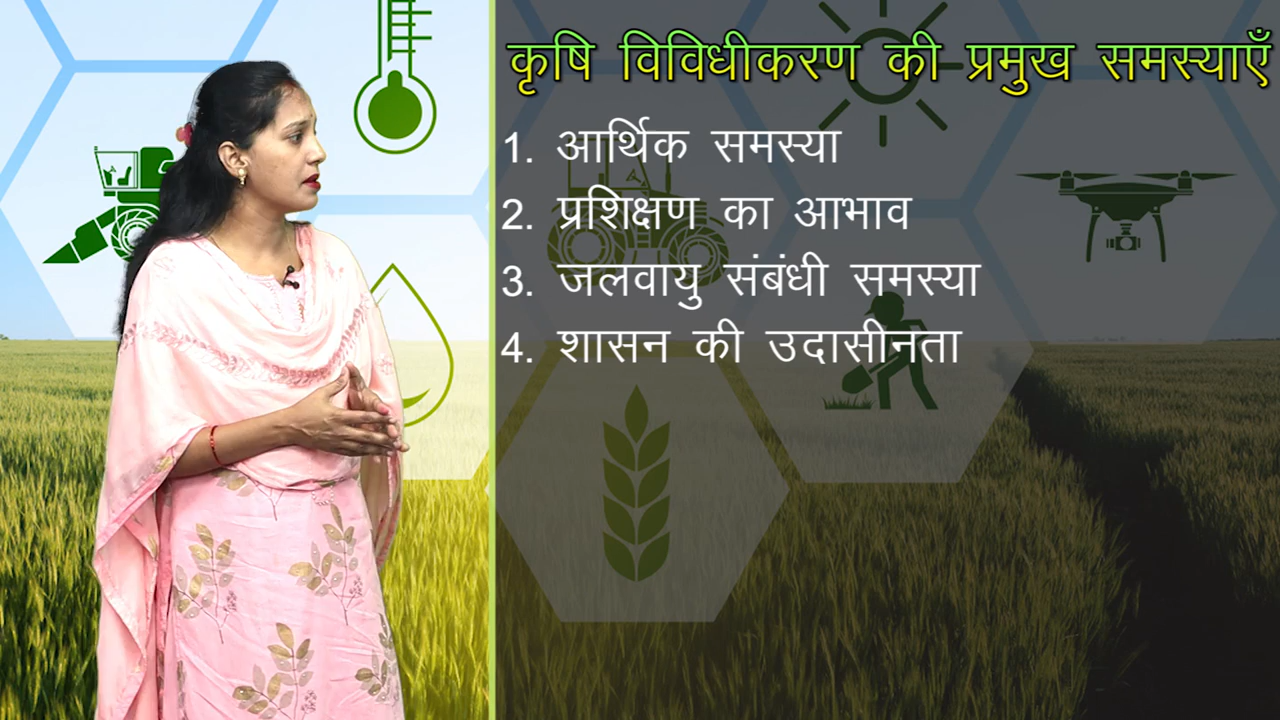 कृषि विविधीकरण की प्रमुख समस्याएँ
1. आर्थिक समस्या
2. प्रशिक्षण का आभाव
3. जलवायु संबंधी समस्या
4. शासन की उदासीनता